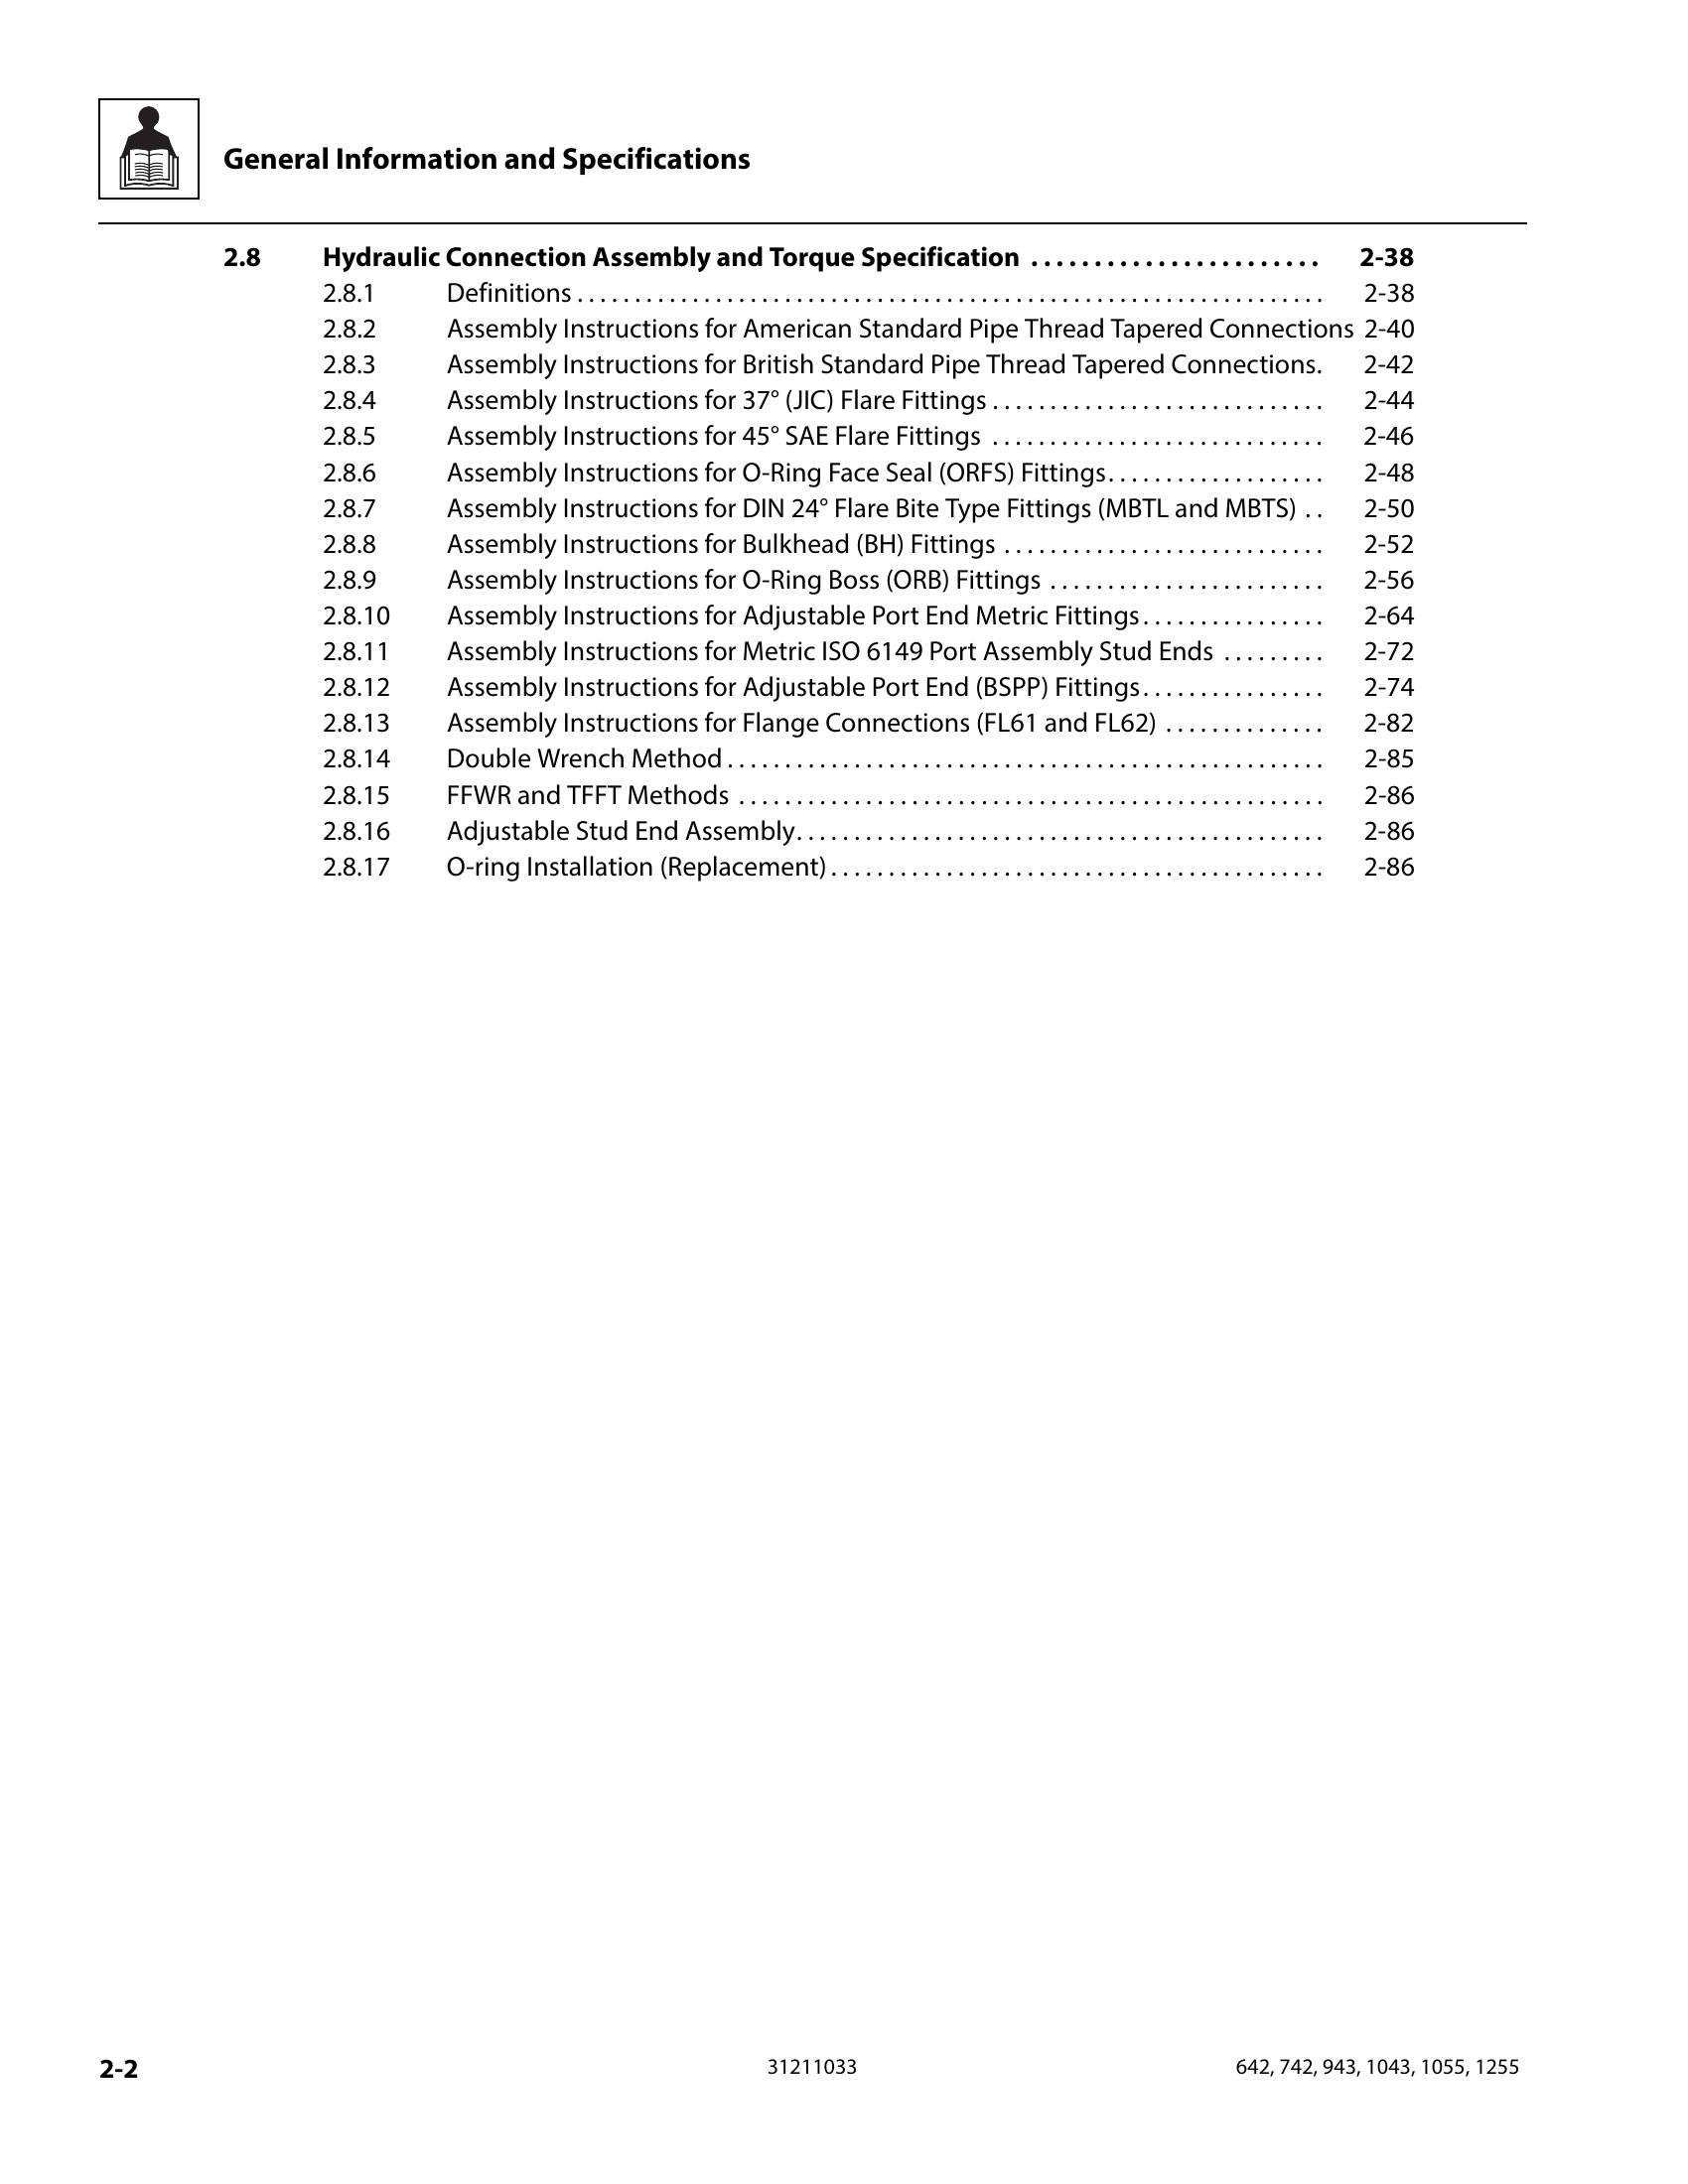 General Information and Specifications
2.8 Hydraulic Connection Assembly and Torque Specification . . . . . . . . . . . . . . . . . . . . . . . 2-38
2.8.1 Definitions . . . . . . . . . . . . . . . . . . . . . . . . . . . . . . . . . . . . . . . . . . . . . . . . . . . . . . . . . . . . . . . . . 2-38
2.8.2 Assembly Instructions for American Standard Pipe Thread Tapered Connections 2-40
2.8.3 Assembly Instructions for British Standard Pipe Thread Tapered Connections. 2-42
2.8.4 Assembly Instructions for 37° (JIC) Flare Fittings . . . . . . . . . . . . . . . . . . . . . . . . . . . . . 2-44
2.8.5 Assembly Instructions for 45° SAE Flare Fittings . . . . . . . . . . . . . . . . . . . . . . . . . . . . . 2-46
2.8.6 Assembly Instructions for O-Ring Face Seal (ORFS) Fittings. . . . . . . . . . . . . . . . . . . 2-48
2.8.7 Assembly Instructions for DIN 24° Flare Bite Type Fittings (MBTL and MBTS) . . 2-50
2.8.8 Assembly Instructions for Bulkhead (BH) Fittings . . . . . . . . . . . . . . . . . . . . . . . . . . . . 2-52
2.8.9 Assembly Instructions for O-Ring Boss (ORB) Fittings . . . . . . . . . . . . . . . . . . . . . . . . 2-56
2.8.10 Assembly Instructions for Adjustable Port End Metric Fittings. . . . . . . . . . . . . . . . 2-64
2.8.11 Assembly Instructions for Metric ISO 6149 Port Assembly Stud Ends . . . . . . . . . 2-72
2.8.12 Assembly Instructions for Adjustable Port End (BSPP) Fittings. . . . . . . . . . . . . . . . 2-74
2.8.13 Assembly Instructions for Flange Connections (FL61 and FL62) . . . . . . . . . . . . . . 2-82
2.8.14 Double Wrench Method . . . . . . . . . . . . . . . . . . . . . . . . . . . . . . . . . . . . . . . . . . . . . . . . . . . . 2-85
2.8.15 FFWR and TFFT Methods . . . . . . . . . . . . . . . . . . . . . . . . . . . . . . . . . . . . . . . . . . . . . . . . . . . 2-86
2.8.16 Adjustable Stud End Assembly. . . . . . . . . . . . . . . . . . . . . . . . . . . . . . . . . . . . . . . . . . . . . . 2-86
2.8.17 O-ring Installation (Replacement) . . . . . . . . . . . . . . . . . . . . . . . . . . . . . . . . . . . . . . . . . . . 2-86
2-2 31211033 642, 742, 943, 1043, 1055, 1255